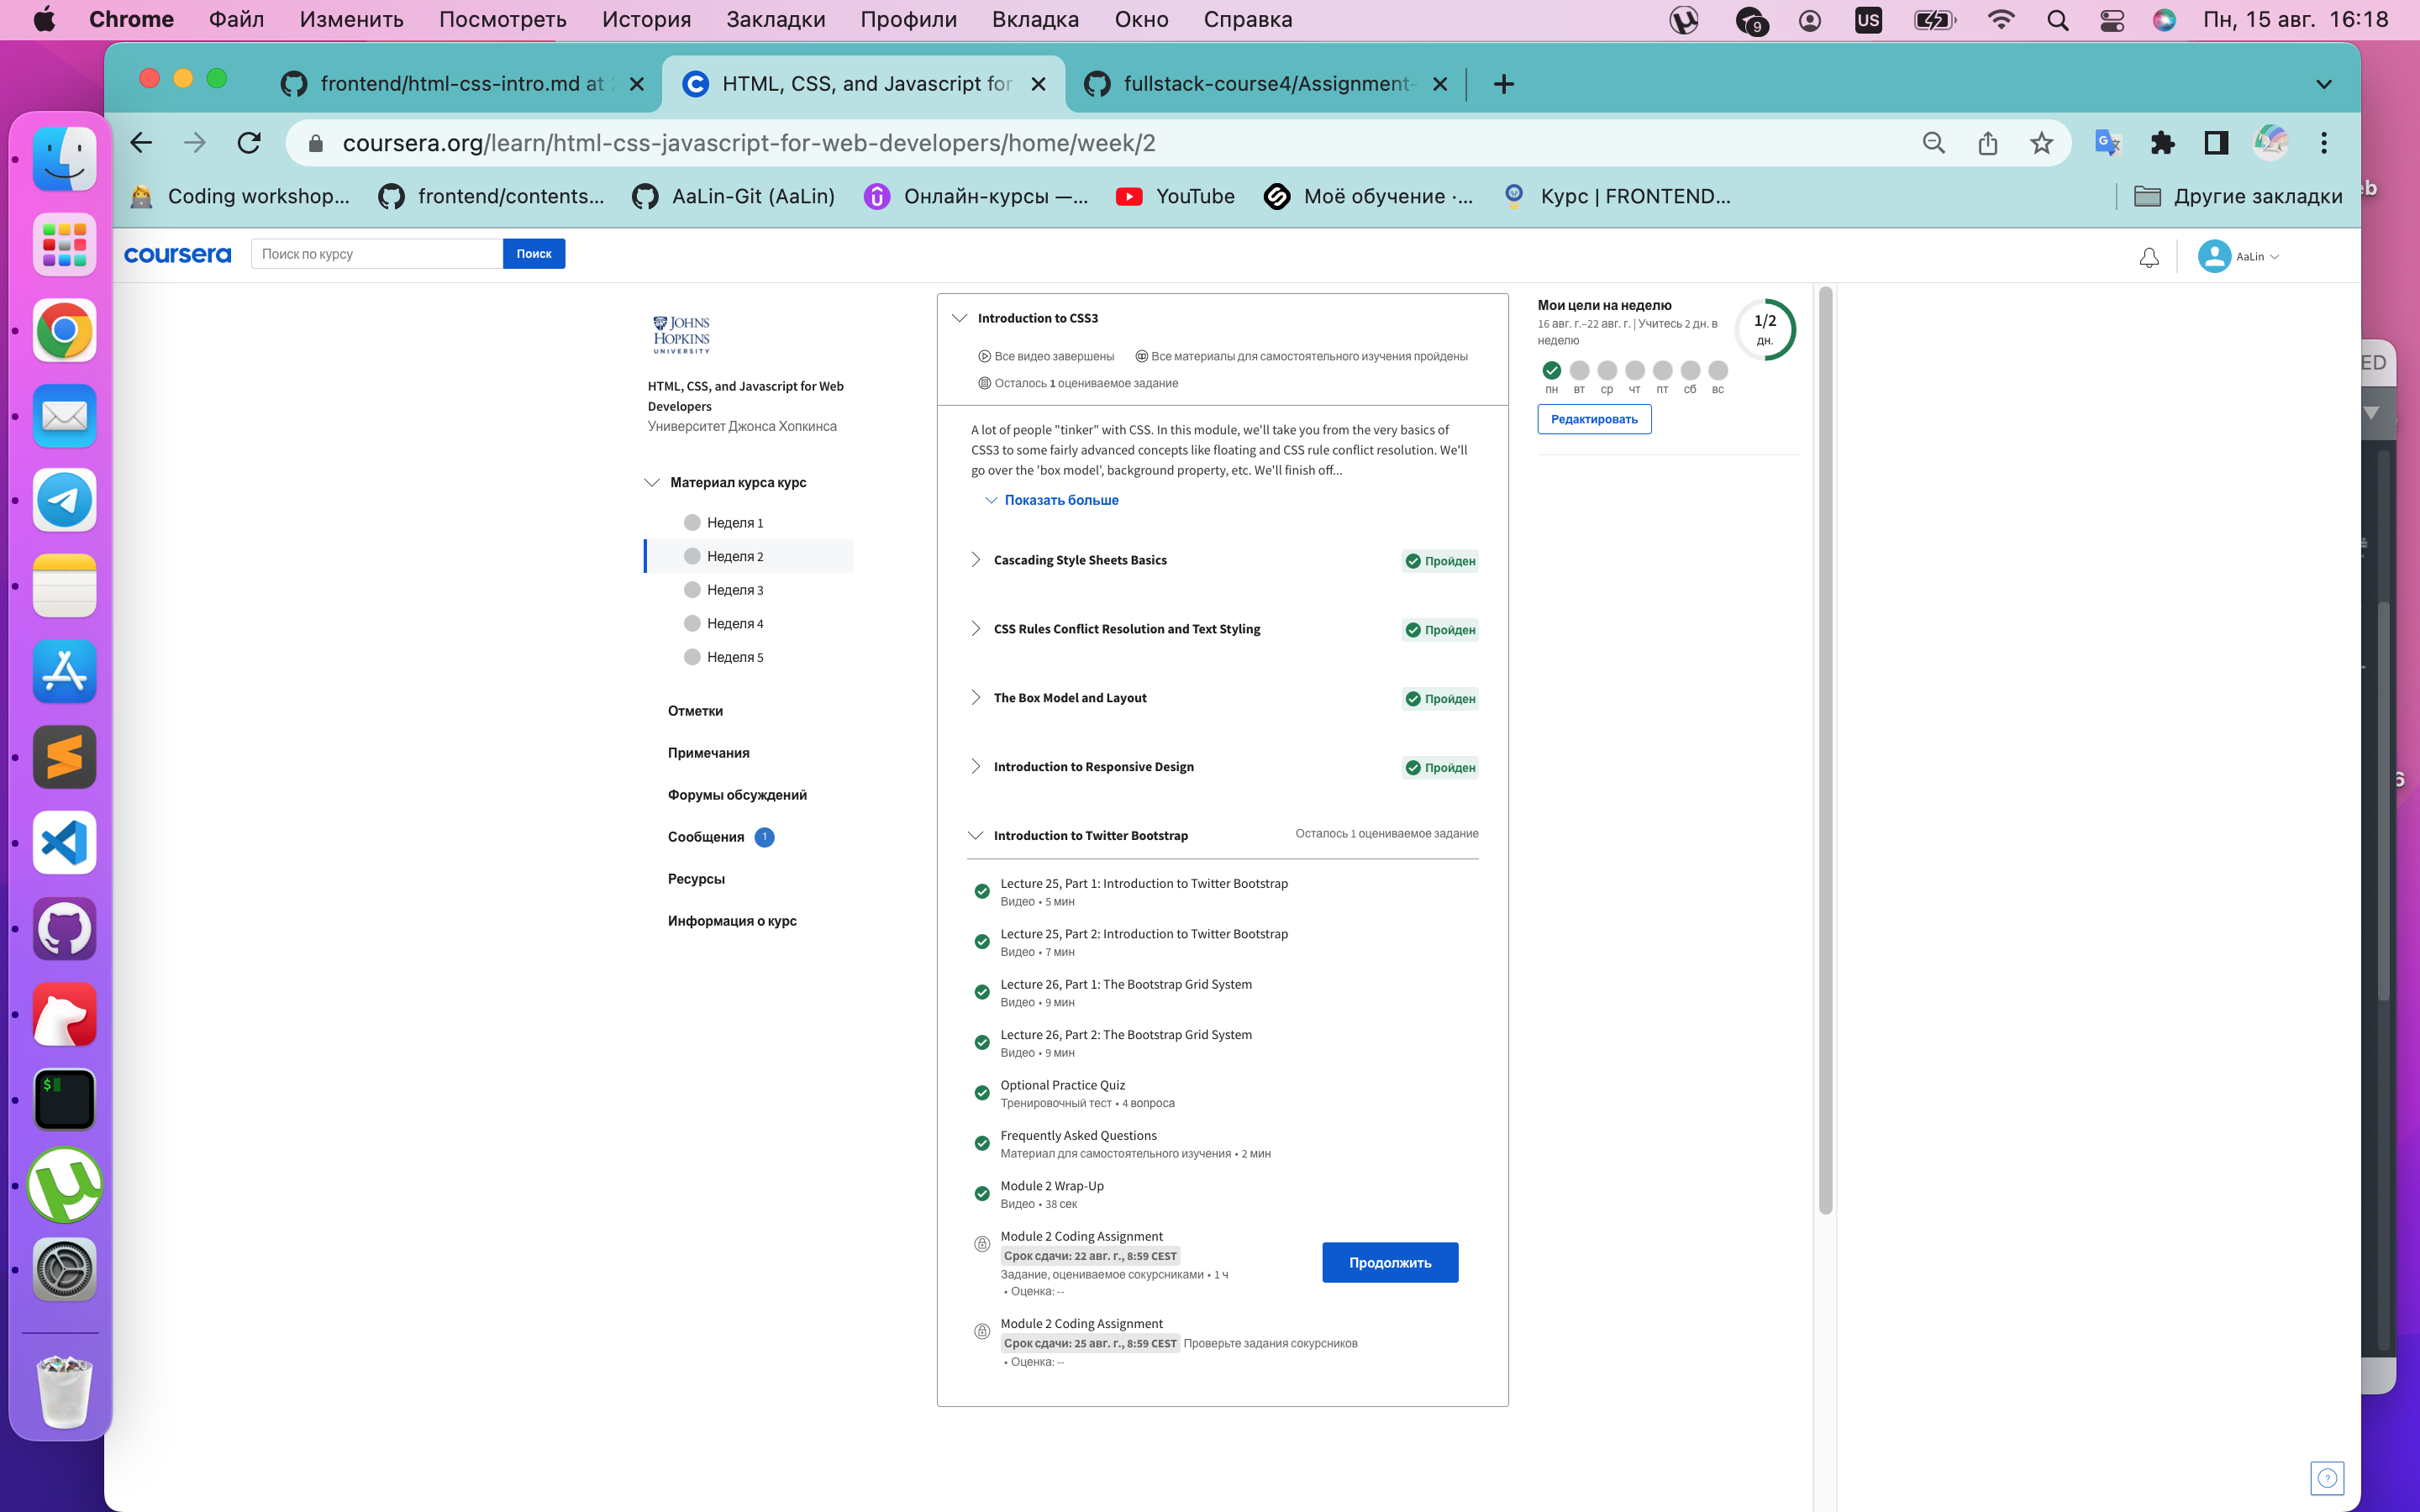 Chrome Файл Изменить Посмотреть История Закладки Профили Вкладка Окно Справка 9 US Пн, 15 авг. 16:18
frontend/html-css-intro.md at HTML, CSS, and Javascript for fullstack-course4/Assignment-
coursera.org/learn/html-css-javascript-for-web-developers/home/week/2
Coding workshop... frontend/contents... AaLin-Git (AaLin) Онлайн-курсы —... YouTube Моё обучение ·... Курс | FRONTEND... Другие закладки
coursera Поиск по курсу Поиск AaLin
JOHNS
HOPKINS
UNIVERSITY
HTML, CSS, and Javascript for Web
Developers
Университет Джонса Хопкинса
Материал курса курс
Неделя 1
Неделя 2
Неделя 3
Неделя 4
Неделя 5
Отметки
Примечания
Форумы обсуждений
Сообщения 1
Ресурсы
Информация о курс
Introduction to CSS3
Все видео завершены Все материалы для самостоятельного изучения пройдены
Осталось 1 оцениваемое задание
A lot of people "tinker" with CSS. In this module, we'll take you from the very basics of
CSS3 to some fairly advanced concepts like floating and CSS rule conflict resolution. We'll
go over the 'box model', background property, etc. We'll finish off...
Показать больше
Cascading Style Sheets Basics Пройден
CSS Rules Conflict Resolution and Text Styling Пройден
The Box Model and Layout Пройден
Introduction to Responsive Design Пройден
Introduction to Twitter Bootstrap Осталось 1 оцениваемое задание
Lecture 25, Part 1: Introduction to Twitter Bootstrap
Видео • 5 мин
Lecture 25, Part 2: Introduction to Twitter Bootstrap
Видео • 7 мин
Lecture 26, Part 1: The Bootstrap Grid System
Видео • 9 мин
Lecture 26, Part 2: The Bootstrap Grid System
Видео • 9 мин
Optional Practice Quiz
Тренировочный тест • 4 вопроса
Frequently Asked Questions
Материал для самостоятельного изучения • 2 мин
Module 2 Wrap-Up
Видео • 38 сек
Module 2 Coding Assignment
Срок сдачи: 22 авг. г., 8:59 CEST
Задание, оцениваемое сокурсниками • 1 ч
• Оценка: --
Продолжить
Module 2 Coding Assignment
Срок сдачи: 25 авг. г., 8:59 CEST Проверьте задания сокурсников
• Оценка: --
Мои цели на неделю
16 авг. г.–22 авг. г. | Учитесь 2 дн. в
неделю
1/2
дн.
пн вт ср чт пт сб вс
Редактировать
eb
ED
6